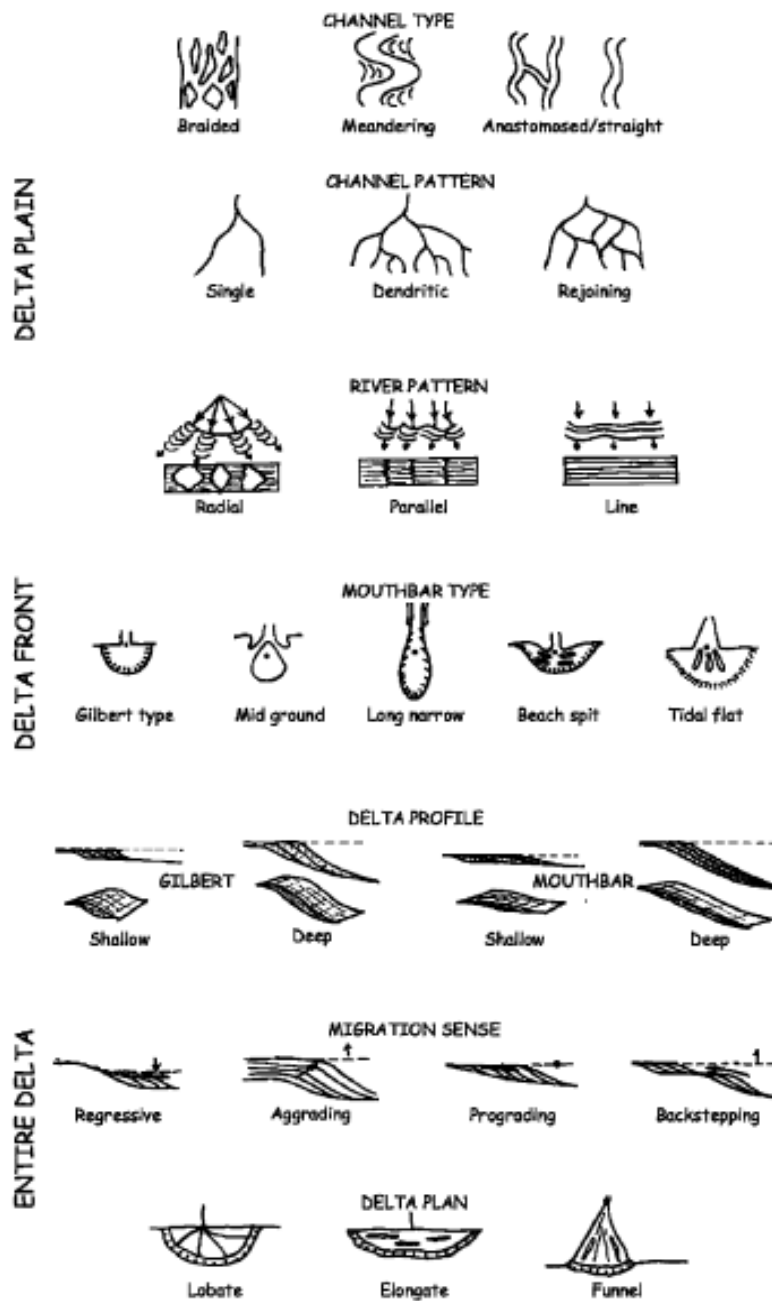 CHANNEL TYPE
Braided Meandering Anastomosed/straight
DELTA PLAIN
CHANNEL PATTERN
Single Dendritic Rejoining
RIVER PATTERN
Radial Parallel Line
DELTA FRONT
MOUTHBAR TYPE
Gilbert type Mid ground Long narrow Beach spit Tidal flat
DELTA PROFILE
GILBERT MOUTHBAR
Shallow Deep Shallow Deep
ENTIRE DELTA
MIGRATION SENSE
Regressive Aggrading Prograding Backstepping
DELTA PLAN
Lobate Elongate Funnel